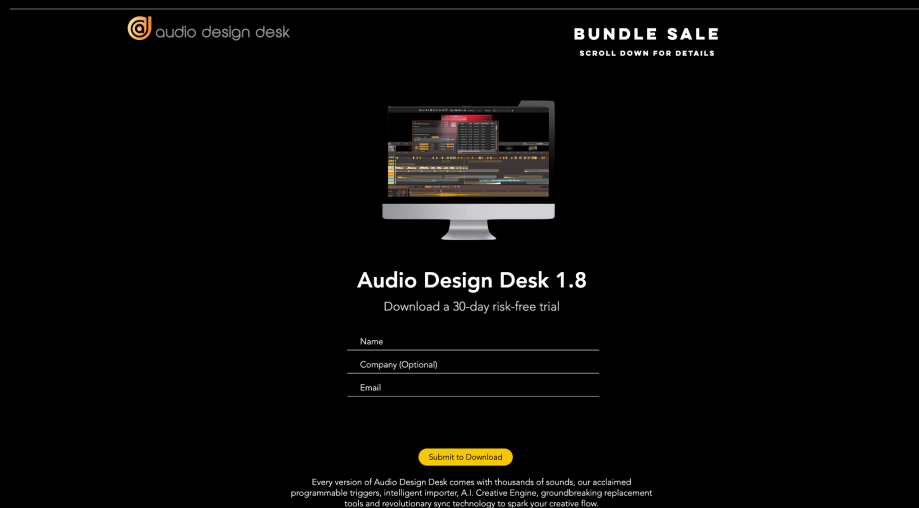 audio design desk
BUNDLE SALE
SCROLL DOWN FOR DETAILS
Audio Design Desk 1.8
Download a 30-day risk-free trial
Name
Company (Optional)
Email
Submit to Download
Every version of Audio Design Desk comes with thousands of sounds, our acclaimed
programmable triggers, intelligent importer, A.I. Creative Engine, groundbreaking replacement
tools and revolutionary sync technology to spark your creative flow.